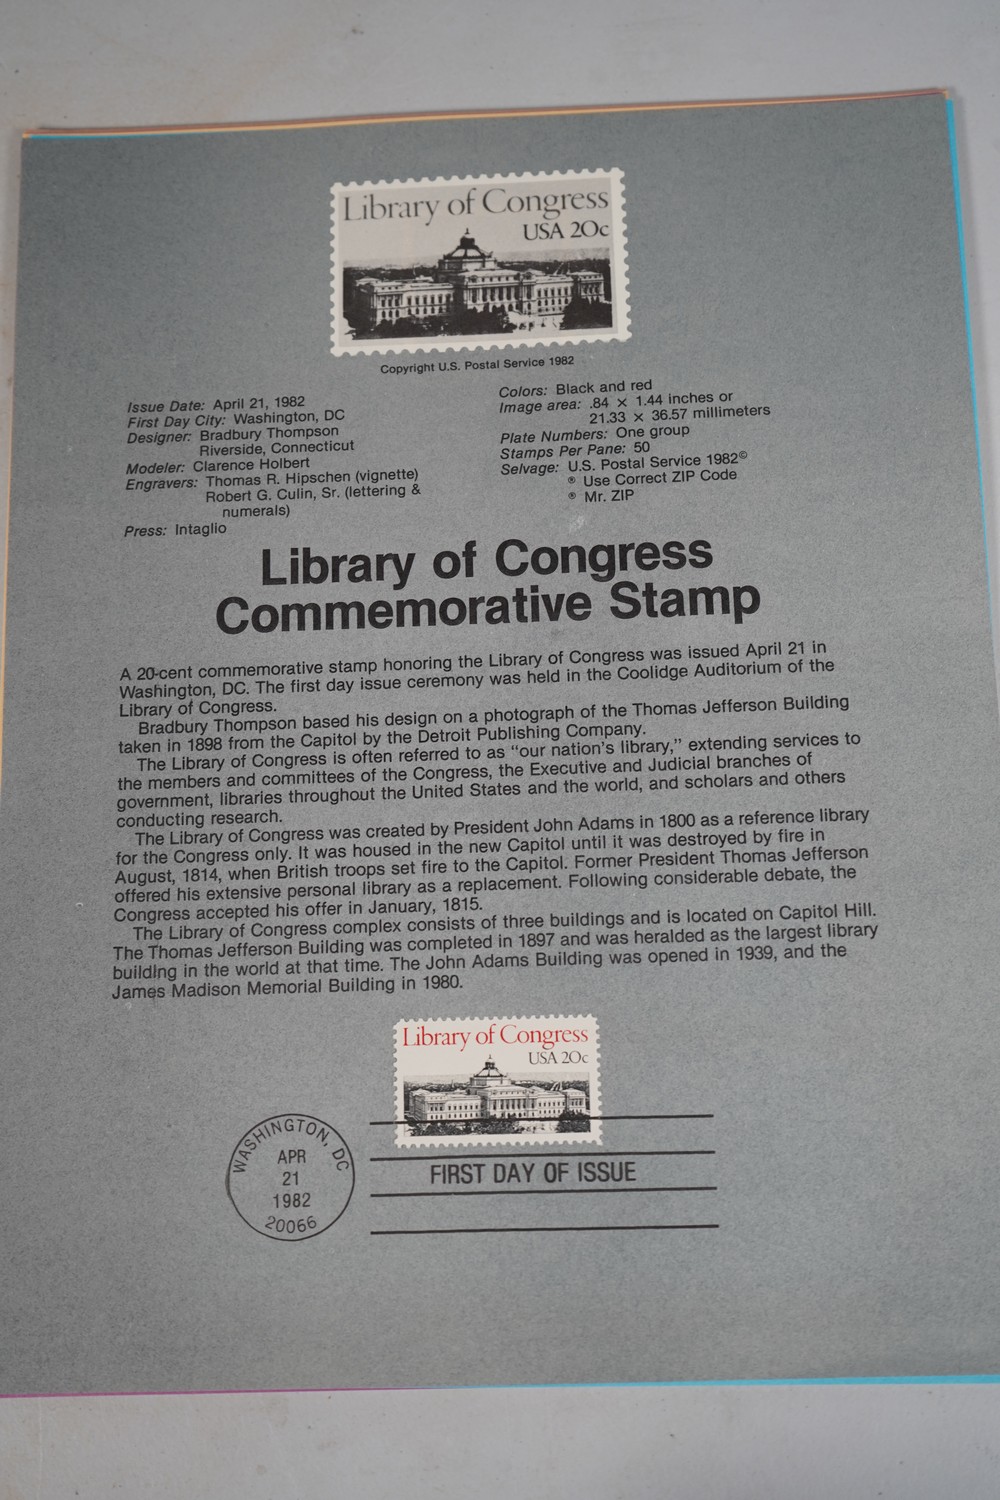 Library of Congress
USA 20c
Copyright U.S. Postal Service 1982
Issue Date: April 21, 1982
First Day City: Washington, DC
Designer: Bradbury Thompson
Riverside, Connecticut
Modeler: Clarence Holbert
Engravers: Thomas R. Hipschen (vignette)
Robert G. Culin, Sr. (lettering &
numerals)
Press: Intaglio
Colors: Black and red
Image area: .84 × 1.44 inches or
21.33 × 36.57 millimeters
Plate Numbers: One group
Stamps Per Pane: 50
Selvage: U.S. Postal Service 1982©
® Use Correct ZIP Code
® Mr. ZIP
Library of Congress
Commemorative Stamp
A 20-cent commemorative stamp honoring the Library of Congress was issued April 21 in
Washington, DC. The first day issue ceremony was held in the Coolidge Auditorium of the
Library of Congress.
Bradbury Thompson based his design on a photograph of the Thomas Jefferson Building
taken in 1898 from the Capitol by the Detroit Publishing Company.
The Library of Congress is often referred to as “our nation’s library,” extending services to
the members and committees of the Congress, the Executive and Judicial branches of
government, libraries throughout the United States and the world, and scholars and others
conducting research.
The Library of Congress was created by President John Adams in 1800 as a reference library
for the Congress only. It was housed in the new Capitol until it was destroyed by fire in
August, 1814, when British troops set fire to the Capitol. Former President Thomas Jefferson
offered his extensive personal library as a replacement. Following considerable debate, the
Congress accepted his offer in January, 1815.
The Library of Congress complex consists of three buildings and is located on Capitol Hill.
The Thomas Jefferson Building was completed in 1897 and was heralded as the largest library
building in the world at that time. The John Adams Building was opened in 1939, and the
James Madison Memorial Building in 1980.
Library of Congress
USA 20c
WASHINGTON, DC
APR
21
1982
20066
FIRST DAY OF ISSUE